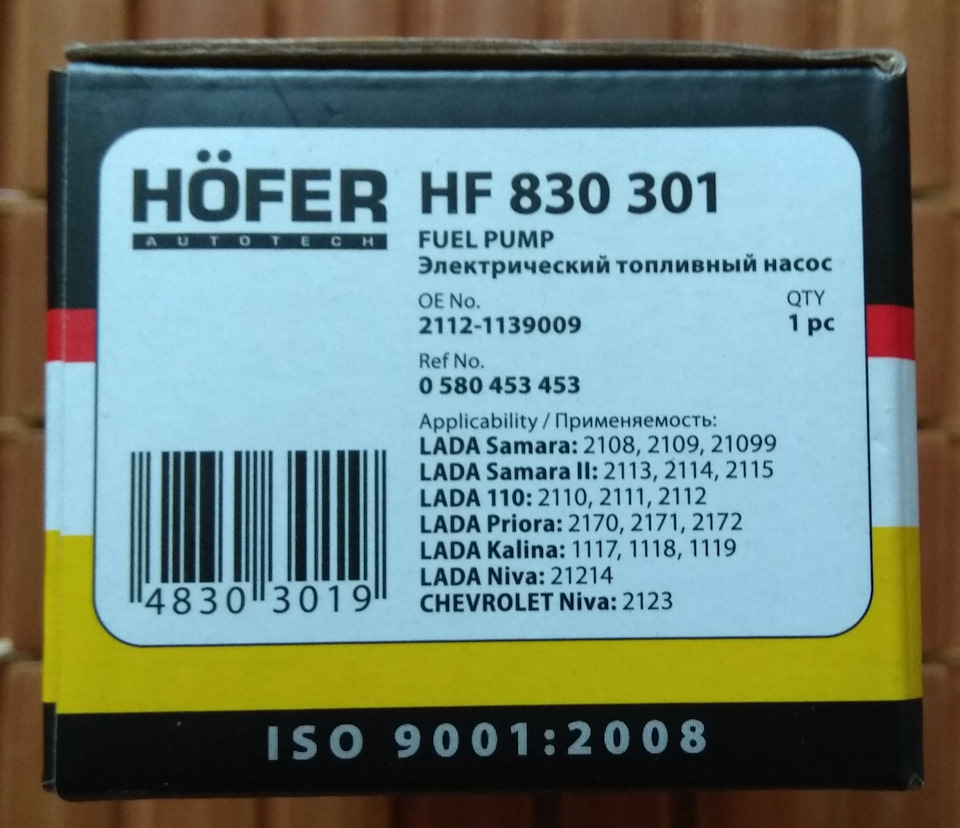 HÖFER
AUTOTECH
HF 830 301
FUEL PUMP
Электрический топливный насос
OE No.
QTY
2112-1139009
1 pc
Ref No.
0 580 453 453
Applicability / Применяемость:
LADA Samara: 2108, 2109, 21099
LADA Samara II: 2113, 2114, 2115
LADA 110: 2110, 2111, 2112
LADA Priora: 2170, 2171, 2172
LADA Kalina: 1117, 1118, 1119
LADA Niva: 21214
CHEVROLET Niva: 2123
4830 3019
ISO 9001:2008